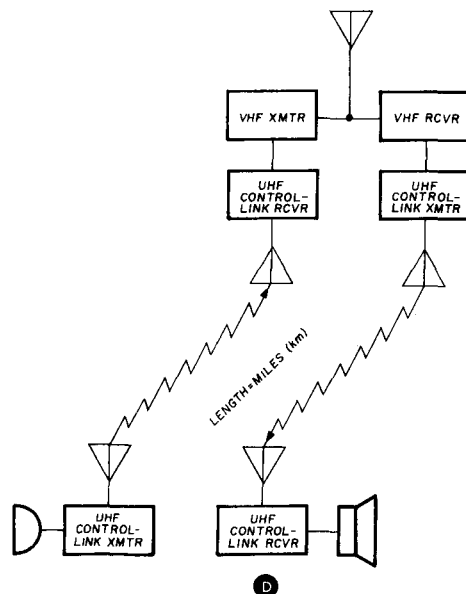 VHF XMTR
VHF RCVR
UHF
CONTROL-
LINK RCVR
UHF
CONTROL-
LINK XMTR
LENGTH=MILES (km)
UHF
CONTROL-
LINK XMTR
UHF
CONTROL-
LINK RCVR
D